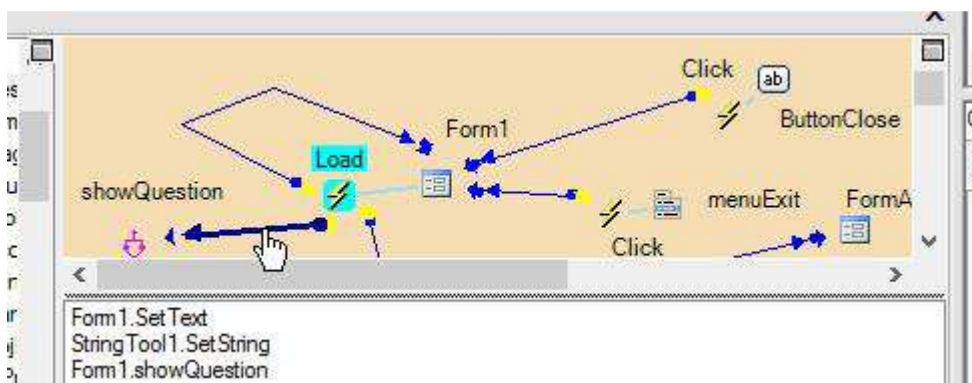 Click
ab
ButtonClose
Form1
Load
showQuestion
menuExit
FormA
Click
Form1.SetText
StringTool1.SetString
Form1.showQuestion